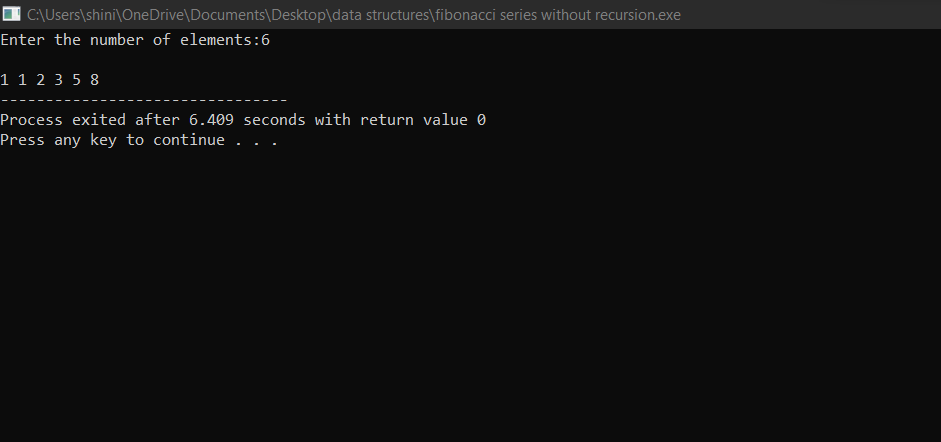 C:\Users\shini\OneDrive\Documents\Desktop\data structures\fibonacci series without recursion.exe
Enter the number of elements:6
1 1 2 3 5 8
--------------------------------
Process exited after 6.409 seconds with return value 0
Press any key to continue . . .